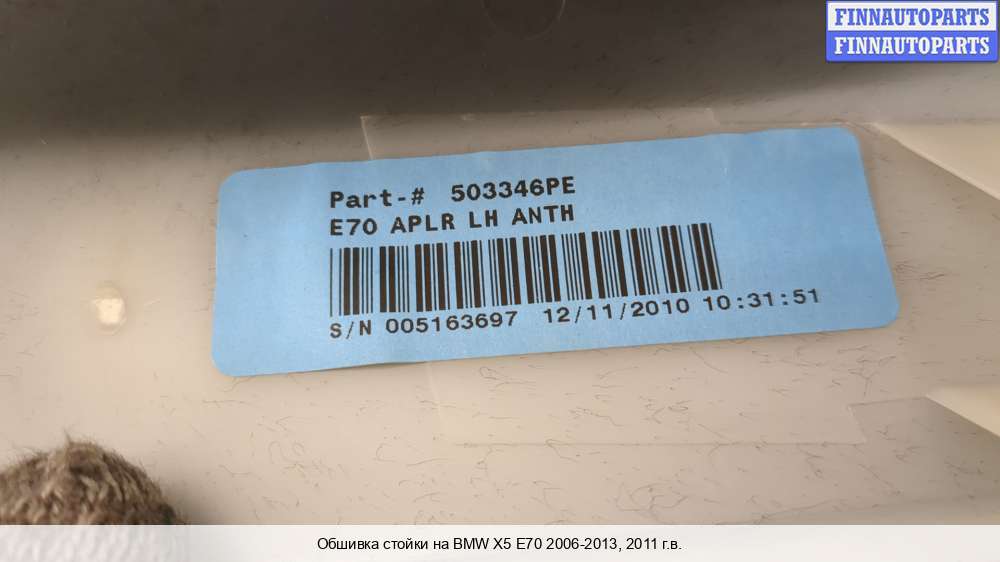 FINNAUTOPARTS
FINNAUTOPARTS
Part-# 503346PE
E70 APLR LH ANTH
S/N 005163697 12/11/2010 10:31:51
Обшивка стойки на BMW X5 E70 2006-2013, 2011 г.в.